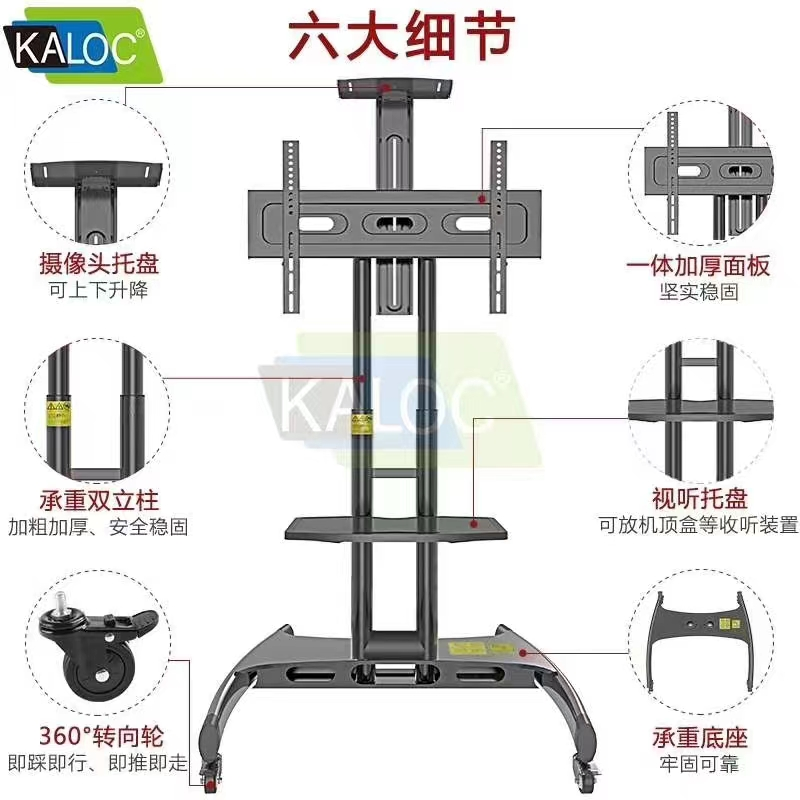 KALOC®
六大细节
摄像头托盘
可上下升降
一体加厚面板
坚实稳固
KALOC®
承重双立柱
加粗加厚、安全稳固
视听托盘
可放机顶盒等收听装置
360°转向轮
即踩即行、即推即走
承重底座
牢固可靠